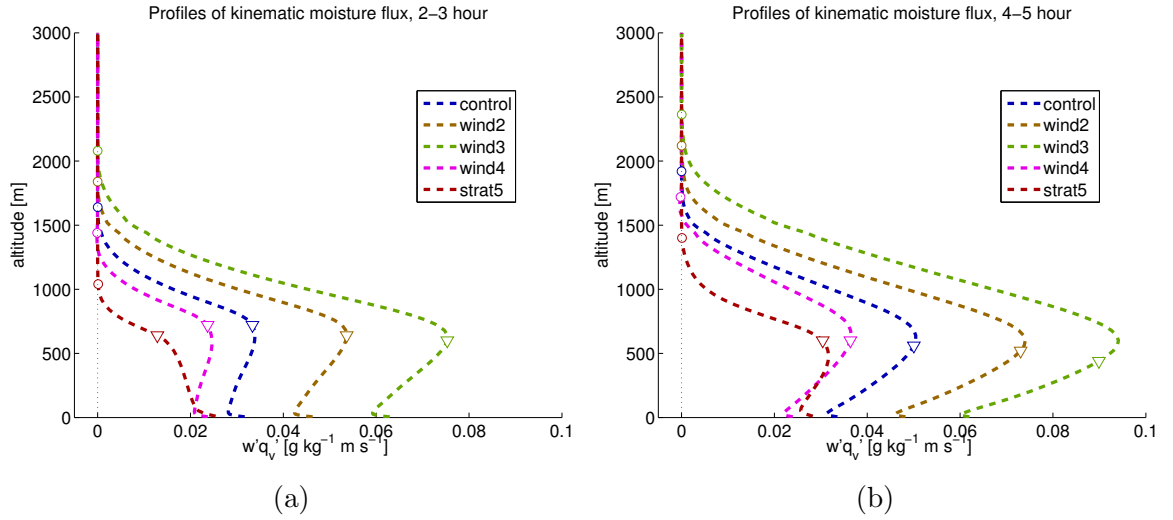 Profiles of kinematic moisture flux, 2−3 hour
3000
2500
2000
1500
1000
500
0
altitude [m]
control
wind2
wind3
wind4
strat5
0 0.02 0.04 0.06 0.08 0.1
w'q_v' [g kg⁻¹ m s⁻¹]
(a)
Profiles of kinematic moisture flux, 4−5 hour
3000
2500
2000
1500
1000
500
0
altitude [m]
control
wind2
wind3
wind4
strat5
0 0.02 0.04 0.06 0.08 0.1
w'q_v' [g kg⁻¹ m s⁻¹]
(b)